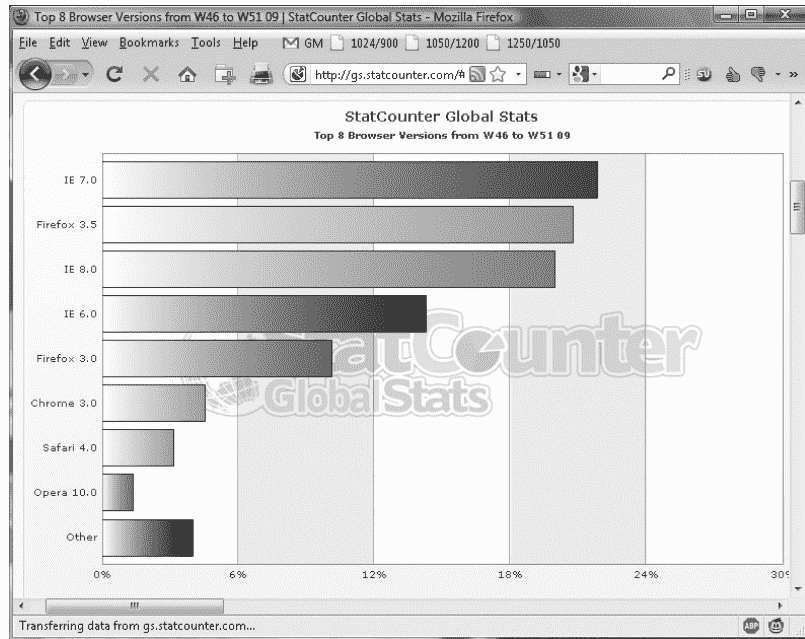 Top 8 Browser Versions from W46 to W51 09 | StatCounter Global Stats - Mozilla Firefox
File Edit View Bookmarks Tools Help GM 1024/900 1050/1200 1250/1050
http://gs.statcounter.com/#
StatCounter Global Stats
Top 8 Browser Versions from W46 to W51 09
IE 7.0
Firefox 3.5
IE 8.0
IE 6.0
Firefox 3.0
StatCounter
Chrome 3.0
Global Stats
Safari 4.0
Opera 10.0
Other
0% 6% 12% 18% 24% 30%
Transferring data from gs.statcounter.com...
ABP